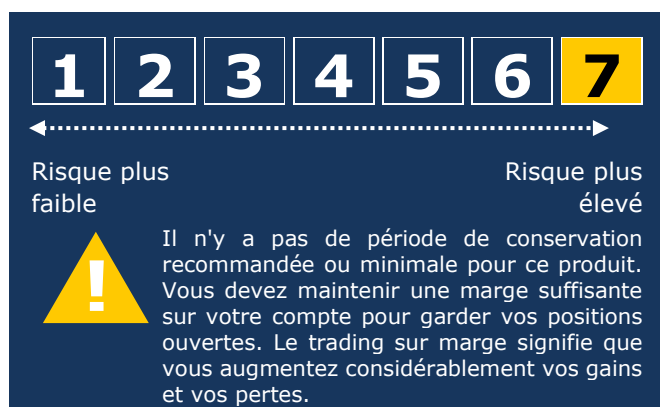 1 2 3 4 5 6 7
Risque plus faible
Risque plus élevé
!
Il n'y a pas de période de conservation
recommandée ou minimale pour ce produit.
Vous devez maintenir une marge suffisante
sur votre compte pour garder vos positions
ouvertes. Le trading sur marge signifie que
vous augmentez considérablement vos gains
et vos pertes.